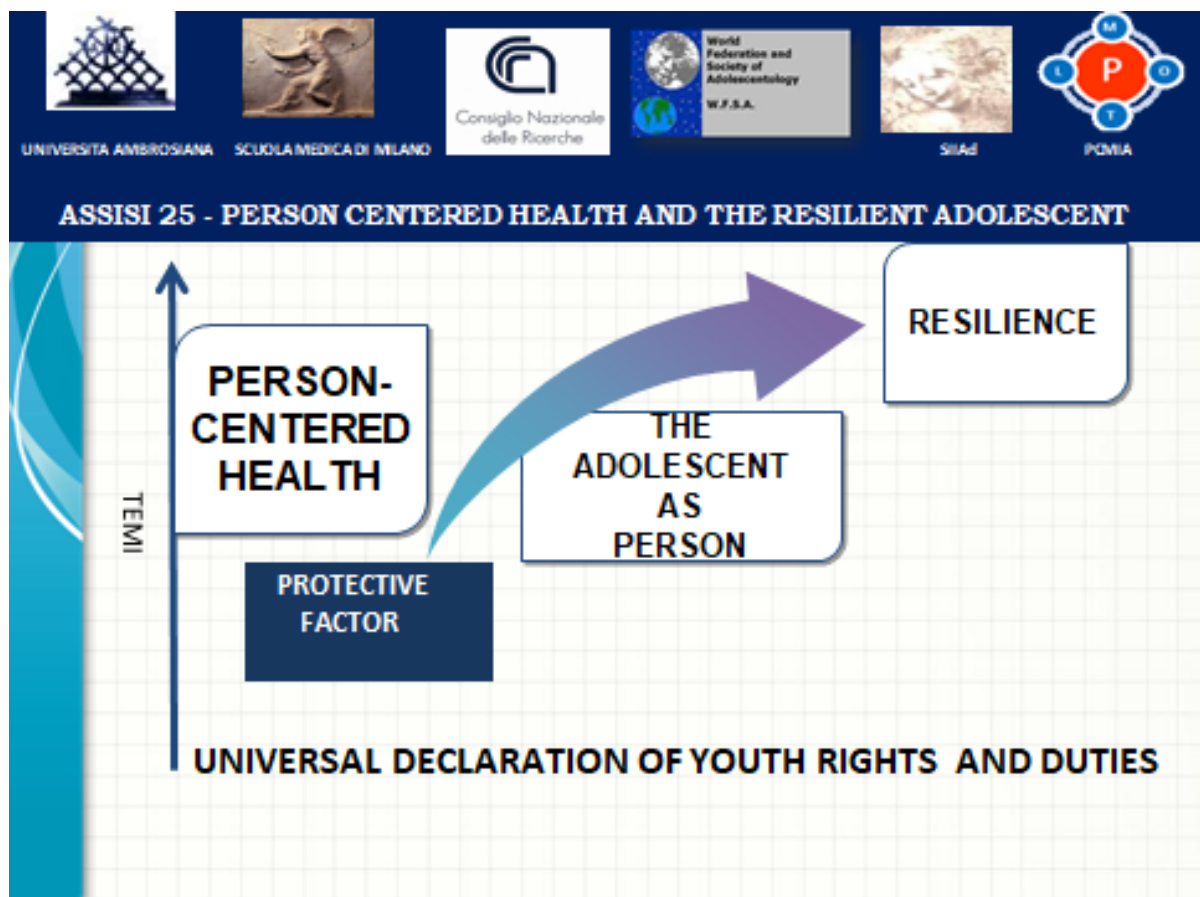 World
Federation and
Society of
Adolescentology
W.F.S.A.
Consiglio Nazionale
delle Ricerche
M
L
P
O
T
UNIVERSITA AMBROSIANA
SCUOLA MEDICA DI MILANO
SIIAd
PCMIA
ASSISI 25 - PERSON CENTERED HEALTH AND THE RESILIENT ADOLESCENT
RESILIENCE
PERSON-
CENTERED
HEALTH
THE
ADOLESCENT
AS
PERSON
TEMI
PROTECTIVE
FACTOR
UNIVERSAL DECLARATION OF YOUTH RIGHTS AND DUTIES